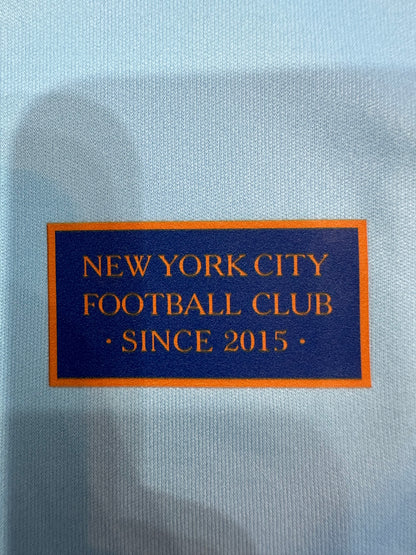 NEW YORK CITY
FOOTBALL CLUB
· SINCE 2015 ·